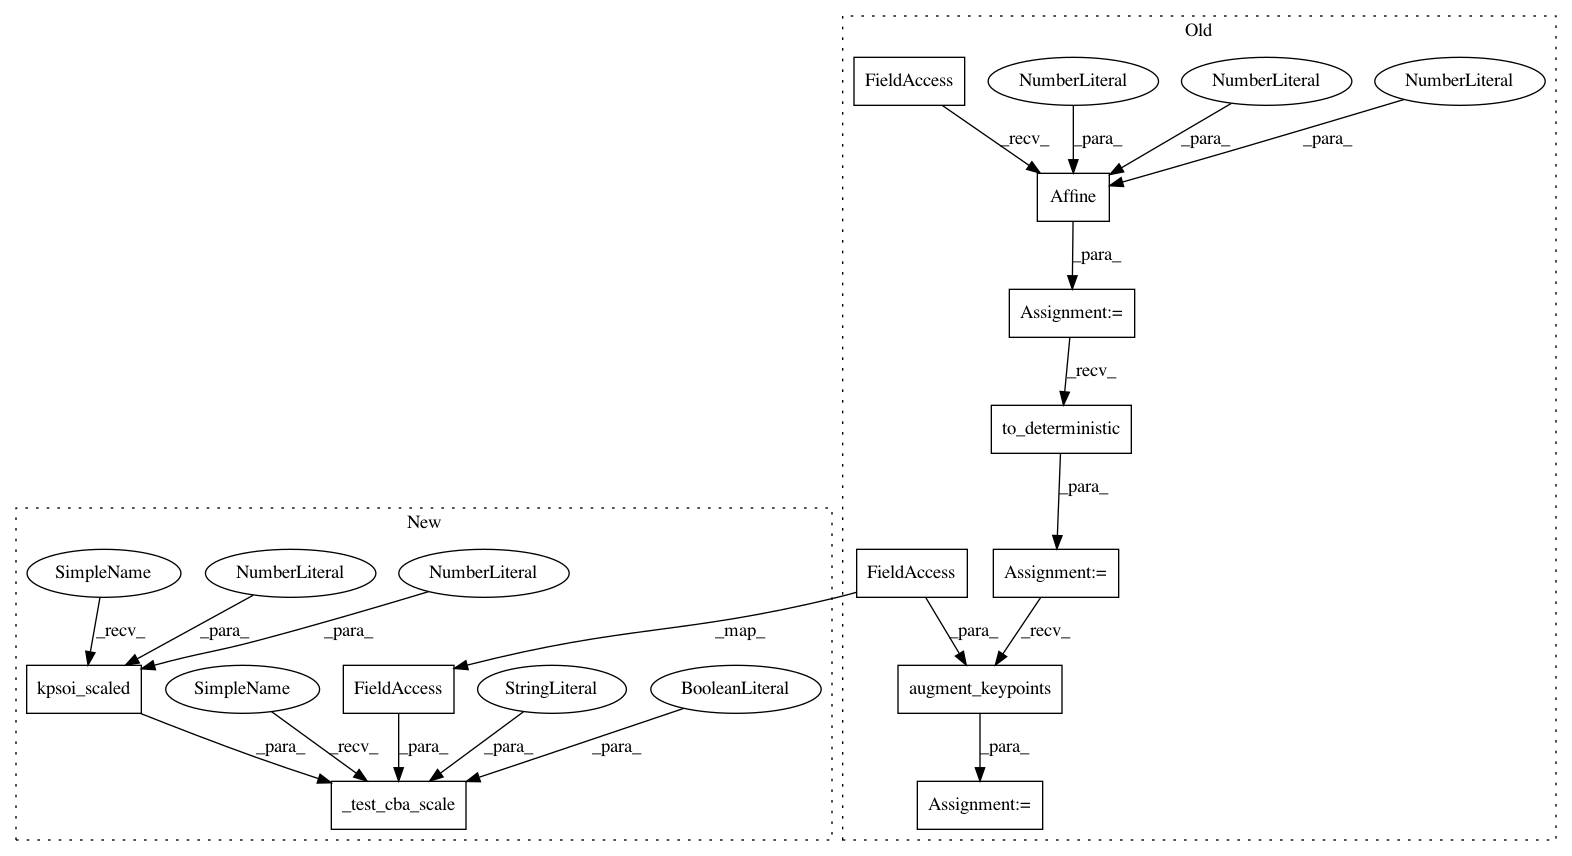 Old
FieldAccess
NumberLiteral
NumberLiteral
NumberLiteral
_recv_
_para_
_para_
_para_
Affine
_para_
Assignment:=
_recv_
to_deterministic
_para_
New
SimpleName
NumberLiteral
NumberLiteral
FieldAccess
Assignment:=
_recv_
_para_
_para_
_map_
_para_
_recv_
kpsoi_scaled
SimpleName
FieldAccess
StringLiteral
BooleanLiteral
augment_keypoints
_para_
_recv_
_para_
_para_
_para_
_para_
_test_cba_scale
Assignment:=